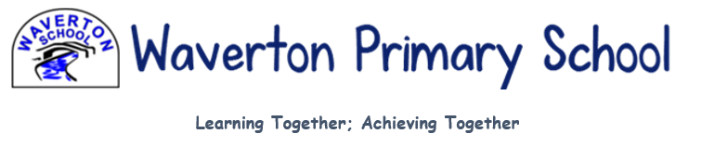 WAVERTON
SCHOOL
Waverton Primary School
Learning Together; Achieving Together